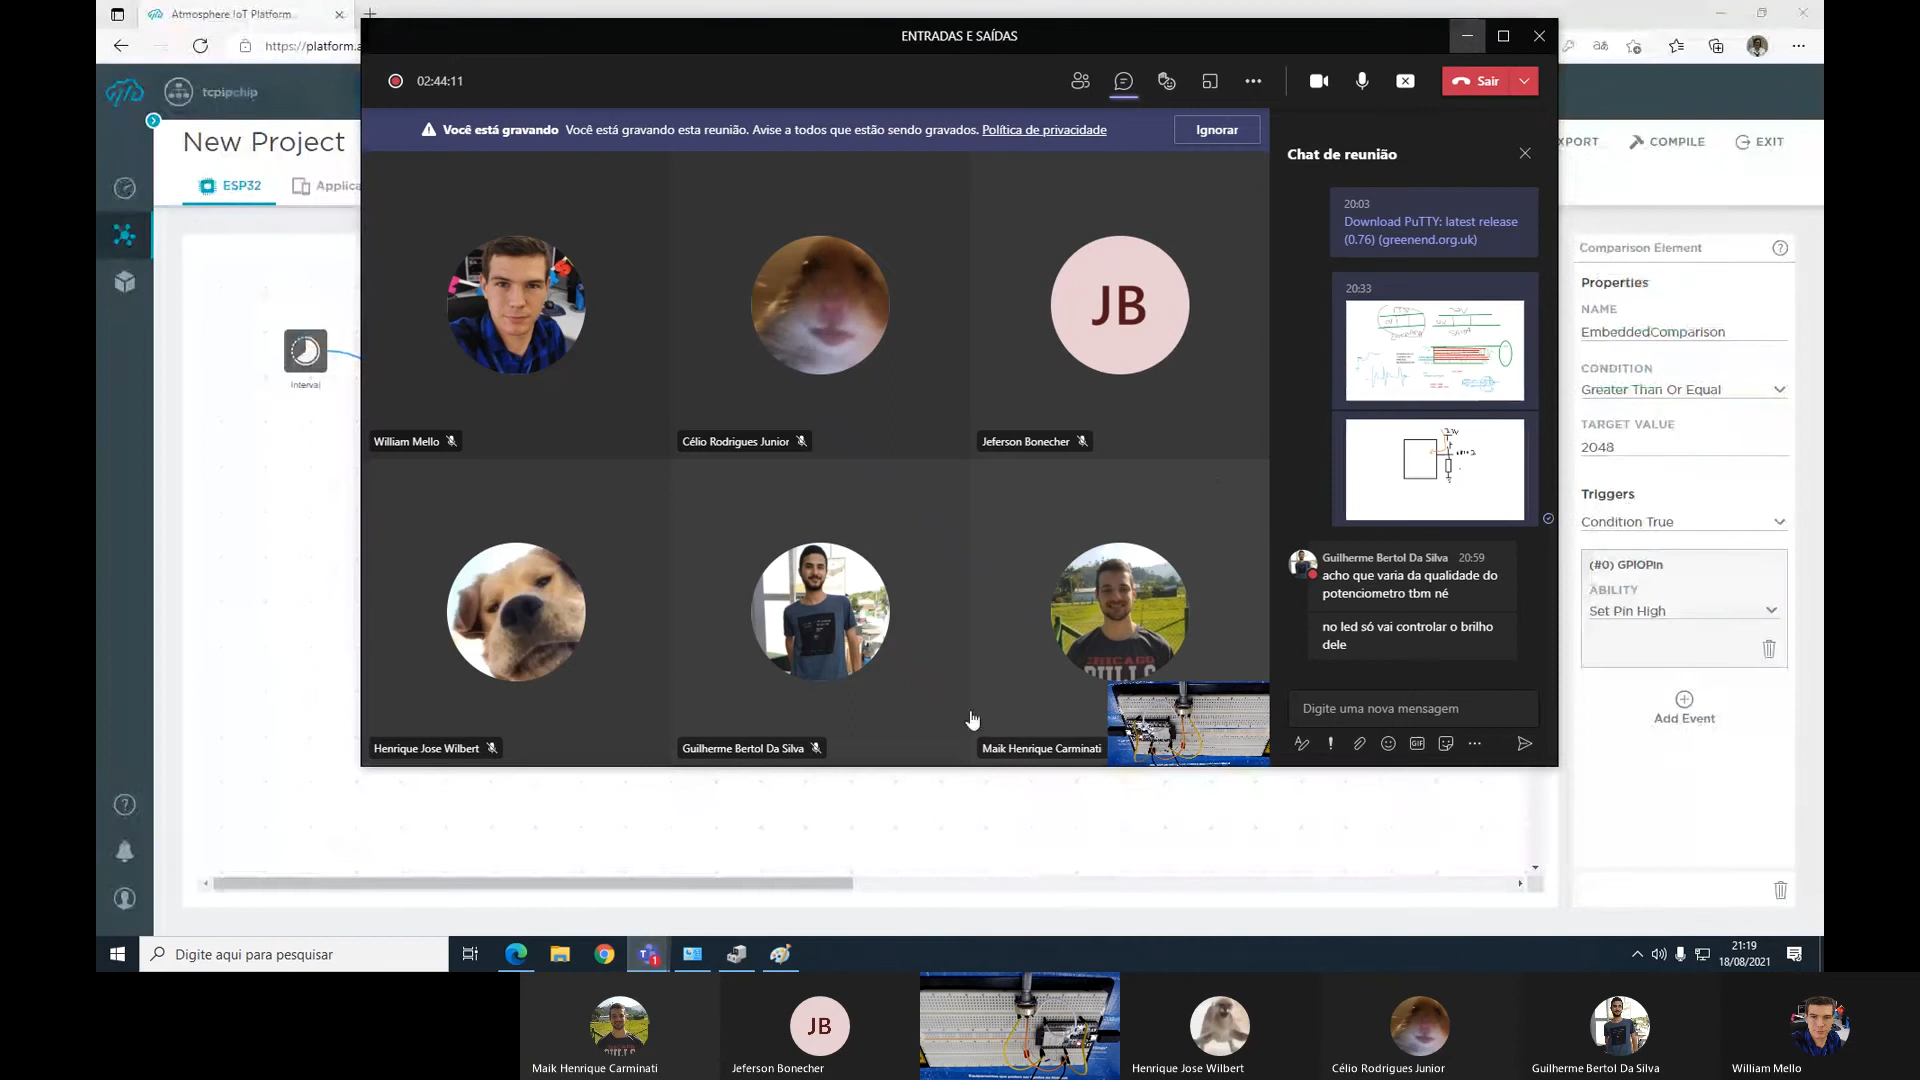 Atmosphere IoT Platform
https://platform.a
tcpipchip
New Project
ESP32
Applica
Interval
ENTRADAS E SAÍDAS
02:44:11
Sair
Você está gravando Você está gravando esta reunião. Avise a todos que estão sendo gravados. Política de privacidade
Ignorar
JB
William Mello
Célio Rodrigues Junior
Jeferson Bonecher
Henrique Jose Wilbert
Guilherme Bertol Da Silva
Maik Henrique Carminati
Chat de reunião
20:03
Download PuTTY: latest release
(0.76) (greenend.org.uk)
20:33
Guilherme Bertol Da Silva 20:59
acho que varia da qualidade do
potenciometro tbm né
no led só vai controlar o brilho
dele
Digite uma nova mensagem
GIF
XPORT
COMPILE
EXIT
Comparison Element
Properties
NAME
EmbeddedComparison
CONDITION
Greater Than Or Equal
TARGET VALUE
2048
Triggers
Condition True
(#0) GPIOPin
ABILITY
Set Pin High
Add Event
Digite aqui para pesquisar
21:19
18/08/2021
Maik Henrique Carminati
JB
Jeferson Bonecher
Henrique Jose Wilbert
Célio Rodrigues Junior
Guilherme Bertol Da Silva
William Mello